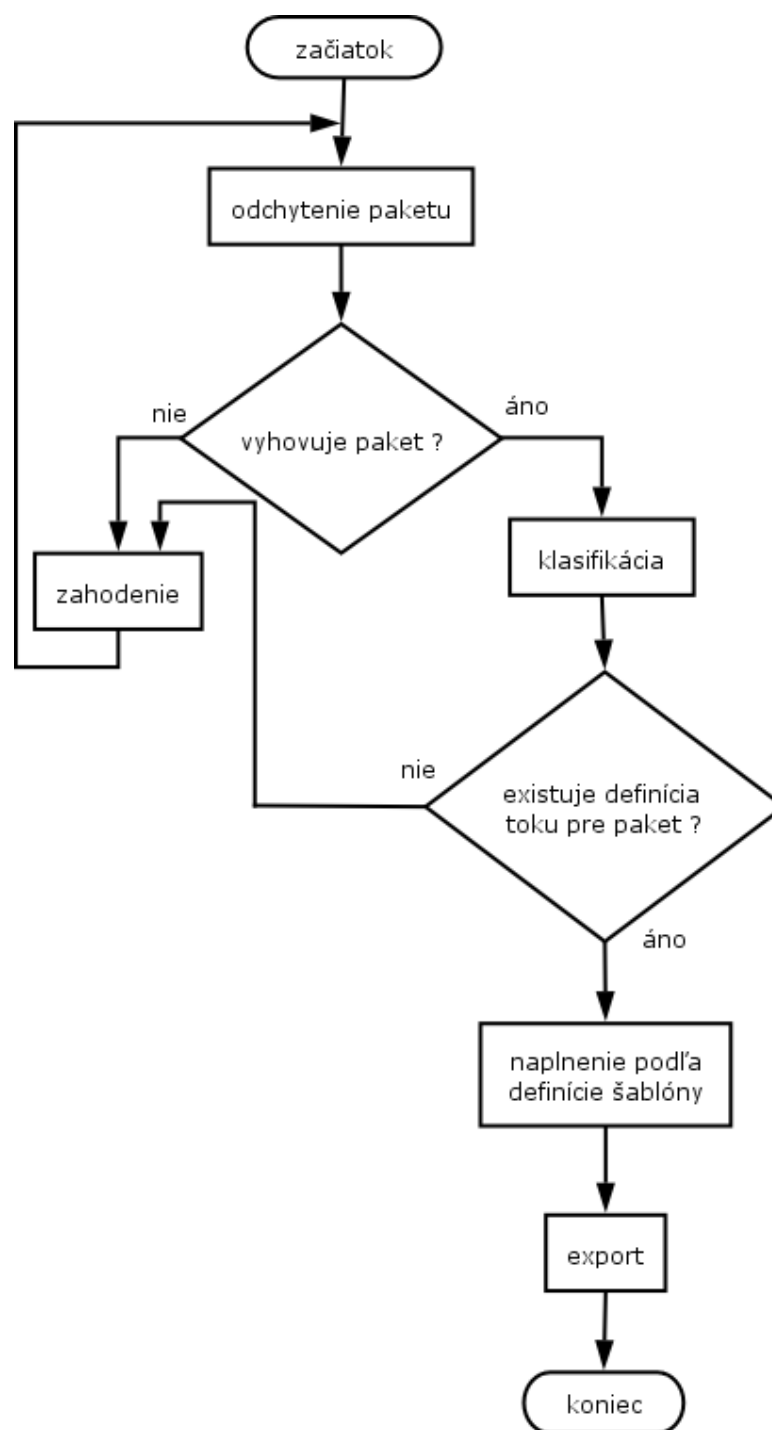 začiatok
odchytenie paketu
nie
áno
vyhovuje paket ?
klasifikácia
zahodenie
nie
existuje definícia
toku pre paket ?
áno
naplnenie podľa
definície šablóny
export
koniec